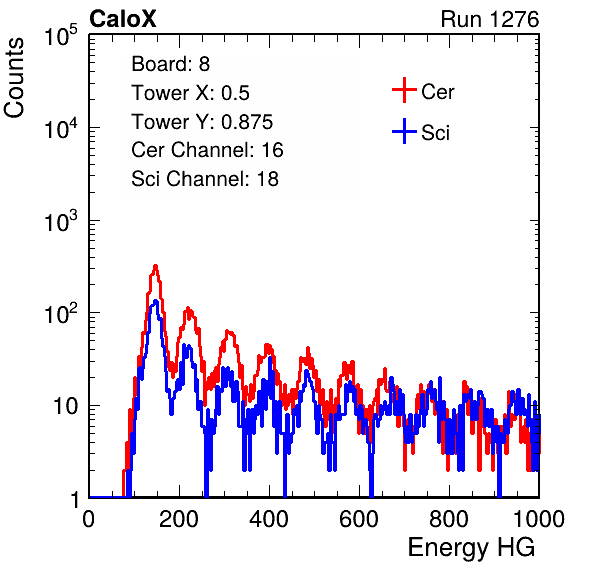 CaloX Run 1276
Counts
10^5
Board: 8
Tower X: 0.5
Tower Y: 0.875
Cer Channel: 16
Sci Channel: 18
Cer
Sci
10^4
10^3
10^2
10
1
0 200 400 600 800 1000
Energy HG